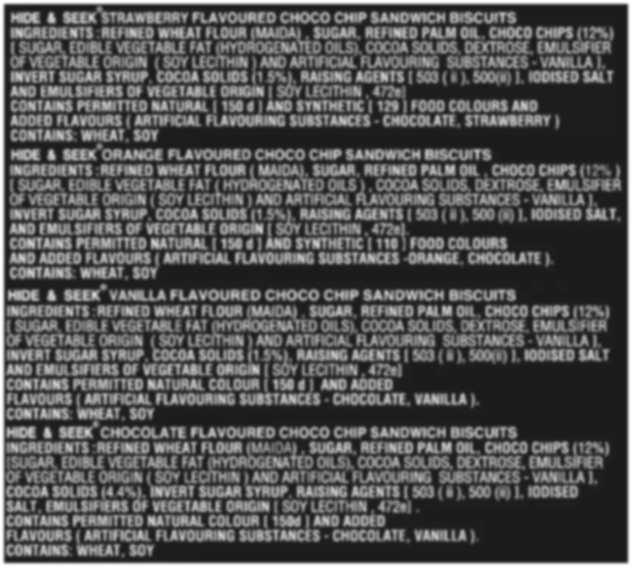 HIDE & SEEK® STRAWBERRY FLAVOURED CHOCO CHIP SANDWICH BISCUITS
INGREDIENTS : REFINED WHEAT FLOUR (MAIDA) , SUGAR, REFINED PALM OIL, CHOCO CHIPS (12%)
[ SUGAR, EDIBLE VEGETABLE FAT (HYDROGENATED OILS), COCOA SOLIDS, DEXTROSE, EMULSIFIER
OF VEGETABLE ORIGIN ( SOY LECITHIN ) AND ARTIFICIAL FLAVOURING SUBSTANCES - VANILLA ],
INVERT SUGAR SYRUP, COCOA SOLIDS (1.5%), RAISING AGENTS [ 503 ( ii ), 500(ii) ], IODISED SALT
AND EMULSIFIERS OF VEGETABLE ORIGIN [ SOY LECITHIN , 472e]
CONTAINS PERMITTED NATURAL [ 150 d ] AND SYNTHETIC [ 129 ] FOOD COLOURS AND
ADDED FLAVOURS ( ARTIFICIAL FLAVOURING SUBSTANCES - CHOCOLATE, STRAWBERRY )
CONTAINS: WHEAT, SOY
HIDE & SEEK® ORANGE FLAVOURED CHOCO CHIP SANDWICH BISCUITS
INGREDIENTS : REFINED WHEAT FLOUR ( MAIDA), SUGAR, REFINED PALM OIL , CHOCO CHIPS (12% )
[ SUGAR, EDIBLE VEGETABLE FAT ( HYDROGENATED OILS ) , COCOA SOLIDS, DEXTROSE, EMULSIFIER
OF VEGETABLE ORIGIN ( SOY LECITHIN ) AND ARTIFICIAL FLAVOURING SUBSTANCES - VANILLA ],
INVERT SUGAR SYRUP, COCOA SOLIDS (1.5%), RAISING AGENTS [ 503 ( ii ), 500 (ii) ], IODISED SALT,
AND EMULSIFIERS OF VEGETABLE ORIGIN [ SOY LECITHIN , 472e].
CONTAINS PERMITTED NATURAL [ 150 d ] AND SYNTHETIC [ 110 ] FOOD COLOURS
AND ADDED FLAVOURS ( ARTIFICIAL FLAVOURING SUBSTANCES -ORANGE, CHOCOLATE ).
CONTAINS: WHEAT, SOY
HIDE & SEEK® VANILLA FLAVOURED CHOCO CHIP SANDWICH BISCUITS
INGREDIENTS : REFINED WHEAT FLOUR (MAIDA) , SUGAR, REFINED PALM OIL, CHOCO CHIPS (12%)
[ SUGAR, EDIBLE VEGETABLE FAT (HYDROGENATED OILS), COCOA SOLIDS, DEXTROSE, EMULSIFIER
OF VEGETABLE ORIGIN ( SOY LECITHIN ) AND ARTIFICIAL FLAVOURING SUBSTANCES - VANILLA ],
INVERT SUGAR SYRUP, COCOA SOLIDS (1.5%), RAISING AGENTS [ 503 ( ii ), 500(ii) ], IODISED SALT
AND EMULSIFIERS OF VEGETABLE ORIGIN [ SOY LECITHIN , 472e]
CONTAINS PERMITTED NATURAL COLOUR [ 150 d ] AND ADDED
FLAVOURS ( ARTIFICIAL FLAVOURING SUBSTANCES - CHOCOLATE, VANILLA ).
CONTAINS: WHEAT, SOY
HIDE & SEEK® CHOCOLATE FLAVOURED CHOCO CHIP SANDWICH BISCUITS
INGREDIENTS : REFINED WHEAT FLOUR (MAIDA) , SUGAR, REFINED PALM OIL, CHOCO CHIPS (12%)
[SUGAR, EDIBLE VEGETABLE FAT (HYDROGENATED OILS), COCOA SOLIDS, DEXTROSE, EMULSIFIER
OF VEGETABLE ORIGIN ( SOY LECITHIN ) AND ARTIFICIAL FLAVOURING SUBSTANCES - VANILLA ],
COCOA SOLIDS (4.4%), INVERT SUGAR SYRUP, RAISING AGENTS [ 503 ( ii ), 500 (ii) ], IODISED
SALT, EMULSIFIERS OF VEGETABLE ORIGIN [ SOY LECITHIN , 472e] .
CONTAINS PERMITTED NATURAL COLOUR [ 150d ] AND ADDED
FLAVOURS ( ARTIFICIAL FLAVOURING SUBSTANCES - CHOCOLATE, VANILLA ).
CONTAINS: WHEAT, SOY